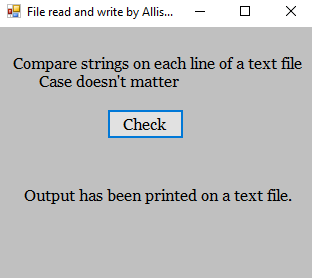 File read and write by Allis...
Compare strings on each line of a text file
Case doesn't matter
Check
Output has been printed on a text file.